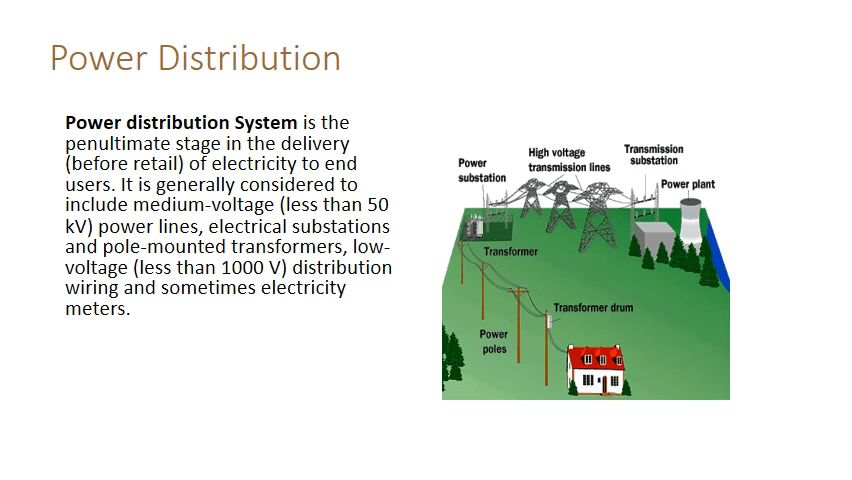 Power Distribution
Power distribution System is the
penultimate stage in the delivery
(before retail) of electricity to end
users. It is generally considered to
include medium-voltage (less than 50
kV) power lines, electrical substations
and pole-mounted transformers, low-
voltage (less than 1000 V) distribution
wiring and sometimes electricity
meters.
Power
substation
High voltage
transmission lines
Transmission
substation
Power plant
Transformer
Transformer drum
Power
poles